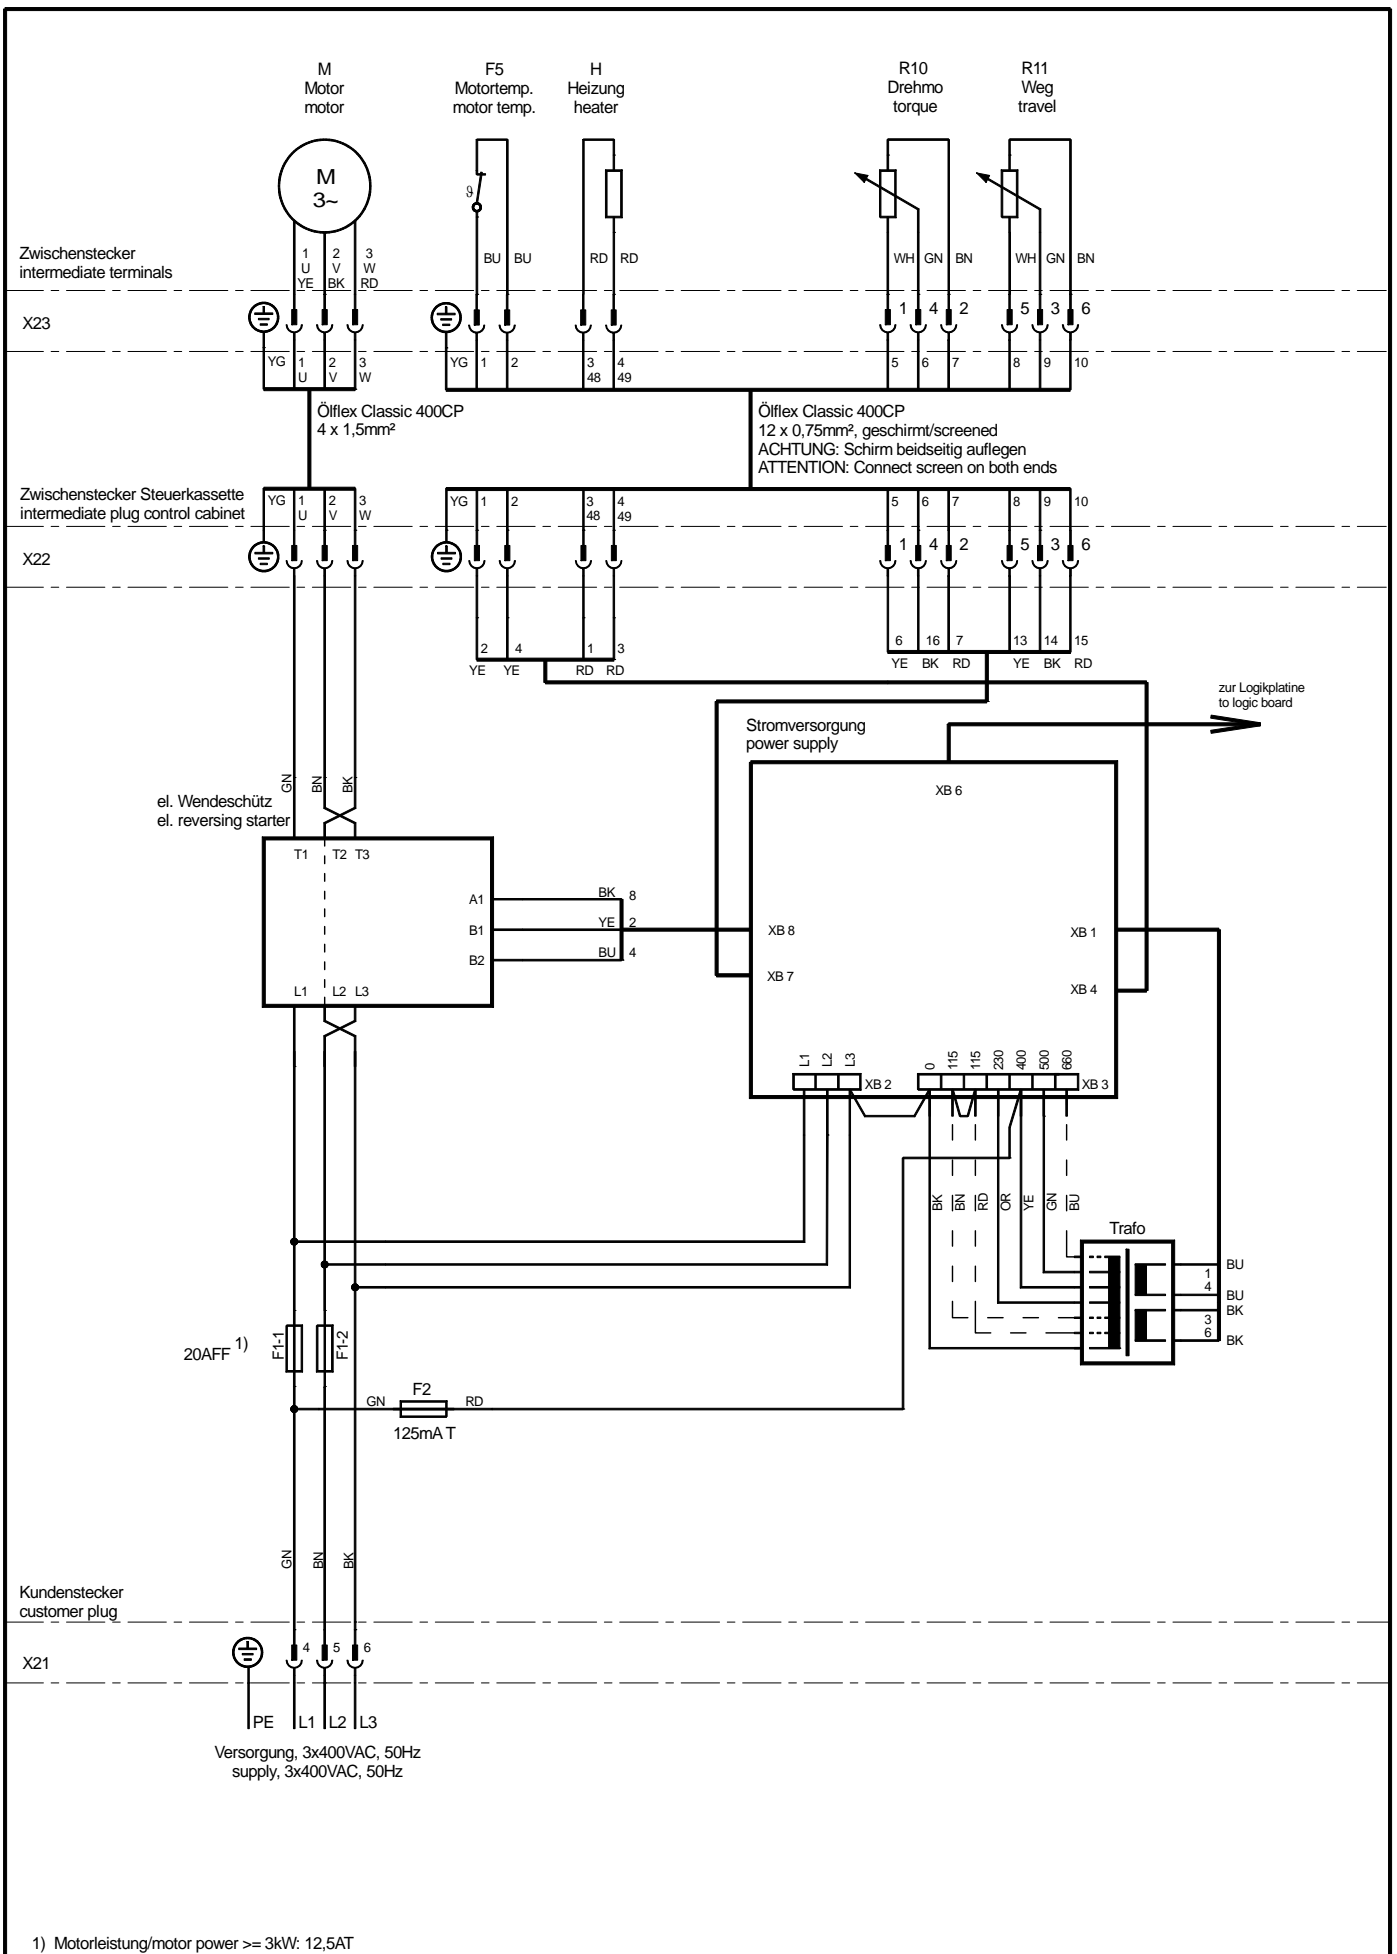 M
Motor
motor
F5
Motortemp.
motor temp.
H
Heizung
heater
R10
Drehmo
torque
R11
Weg
travel
M
3~
ϑ
Zwischenstecker
intermediate terminals
1 2 3
U V W
YE BK RD
BU BU
RD RD
WH GN BN
WH GN BN
X23
1 4 2 5 3 6
YG 1 2 3
U V W
YG 1 2 3 4
48 49
5 6 7 8 9 10
Ölflex Classic 400CP
4 x 1,5mm²
Ölflex Classic 400CP
12 x 0,75mm², geschirmt/screened
ACHTUNG: Schirm beidseitig auflegen
ATTENTION: Connect screen on both ends
Zwischenstecker Steuerkassette
intermediate plug control cabinet
YG 1 2 3
U V W
YG 1 2 3 4
48 49
5 6 7 8 9 10
X22
1 4 2 5 3 6
2 4 1 3
YE YE RD RD
6 16 7 13 14 15
YE BK RD YE BK RD
zur Logikplatine
to logic board
Stromversorgung
power supply
GN BN BK
el. Wendeschütz
el. reversing starter
XB 6
T1 T2 T3
A1 BK 8
B1 YE 2
B2 BU 4
XB 8
XB 7
XB 1
XB 4
L1 L2 L3
L1 L2 L3 XB 2
0 115 115 230 400 500 660 XB 3
BK BN RD OR YE GN BU
Trafo
BU
1
4
BU
BK
3
6
BK
20AFF 1)
F1-1
F1-2
F2
GN RD
125mA T
GN BN BK
Kundenstecker
customer plug
X21
4 5 6
PE L1 L2 L3
Versorgung, 3x400VAC, 50Hz
supply, 3x400VAC, 50Hz
1) Motorleistung/motor power >= 3kW: 12,5AT